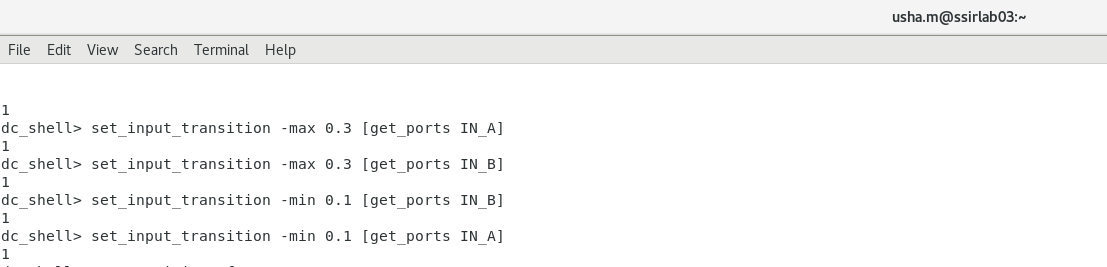 usha.m@ssirlab03:~
File Edit View Search Terminal Help
1
dc_shell> set_input_transition -max 0.3 [get_ports IN_A]
1
dc_shell> set_input_transition -max 0.3 [get_ports IN_B]
1
dc_shell> set_input_transition -min 0.1 [get_ports IN_B]
1
dc_shell> set_input_transition -min 0.1 [get_ports IN_A]
1